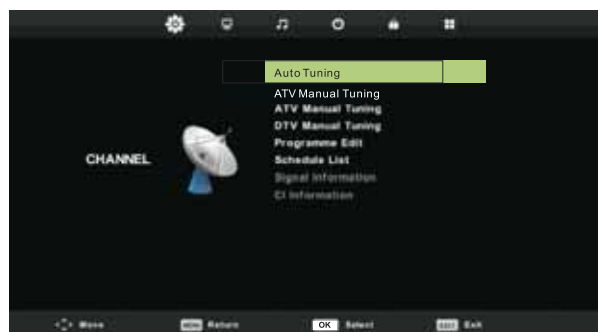 Auto Tuning
ATV Manual Tuning
ATV Manual Tuning
DTV Manual Tuning
Programme Edit
CHANNEL
Schedule List
Signal Information
CI Information
Move MENU Return OK Select EXIT Exit